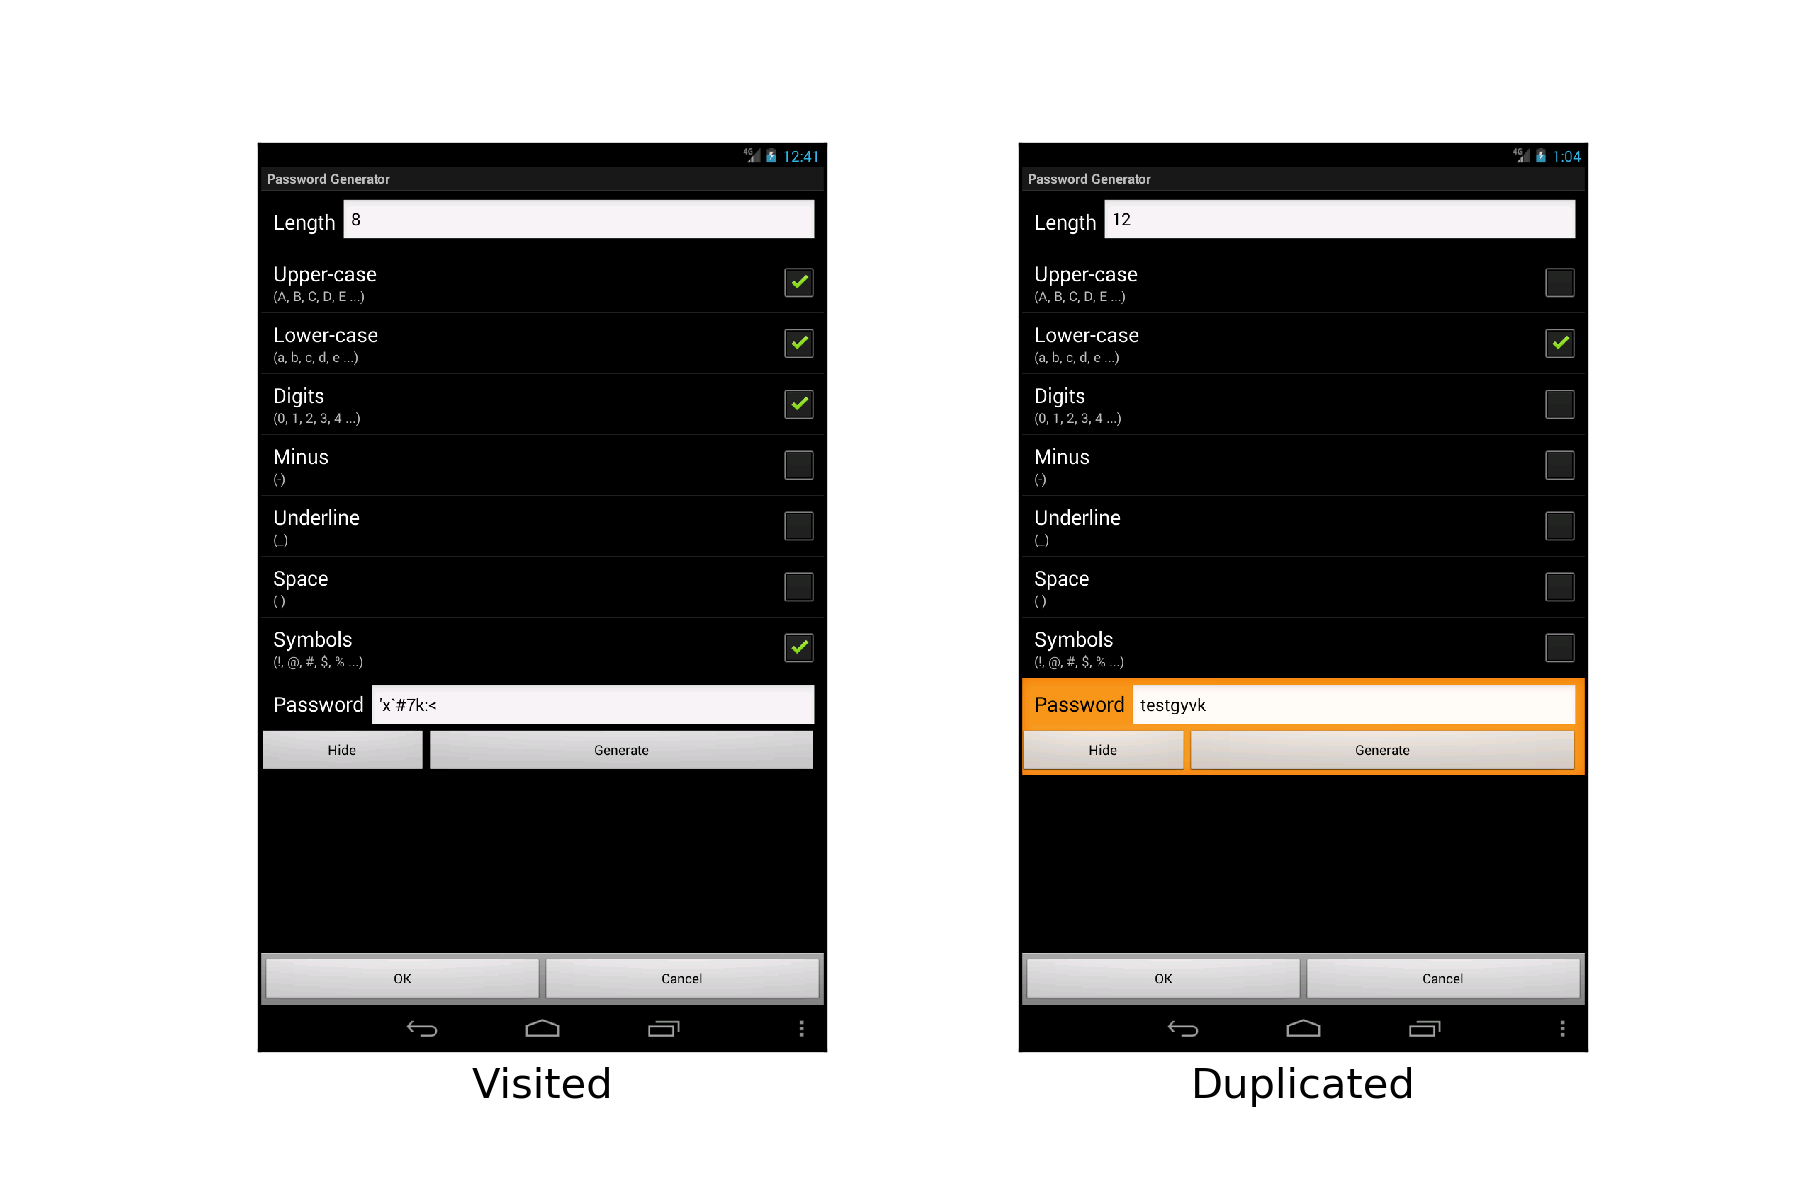 4G 12:41
Password Generator
Length 8
Upper-case
(A, B, C, D, E ...)
Lower-case
(a, b, c, d, e ...)
Digits
(0, 1, 2, 3, 4 ...)
Minus
(-)
Underline
(_)
Space
( )
Symbols
(!, @, #, $, % ...)
Password 'x`#7k:<
Hide Generate
OK Cancel
Visited
4G 1:04
Password Generator
Length 12
Upper-case
(A, B, C, D, E ...)
Lower-case
(a, b, c, d, e ...)
Digits
(0, 1, 2, 3, 4 ...)
Minus
(-)
Underline
(_)
Space
( )
Symbols
(!, @, #, $, % ...)
Password testgyvk
Hide Generate
OK Cancel
Duplicated